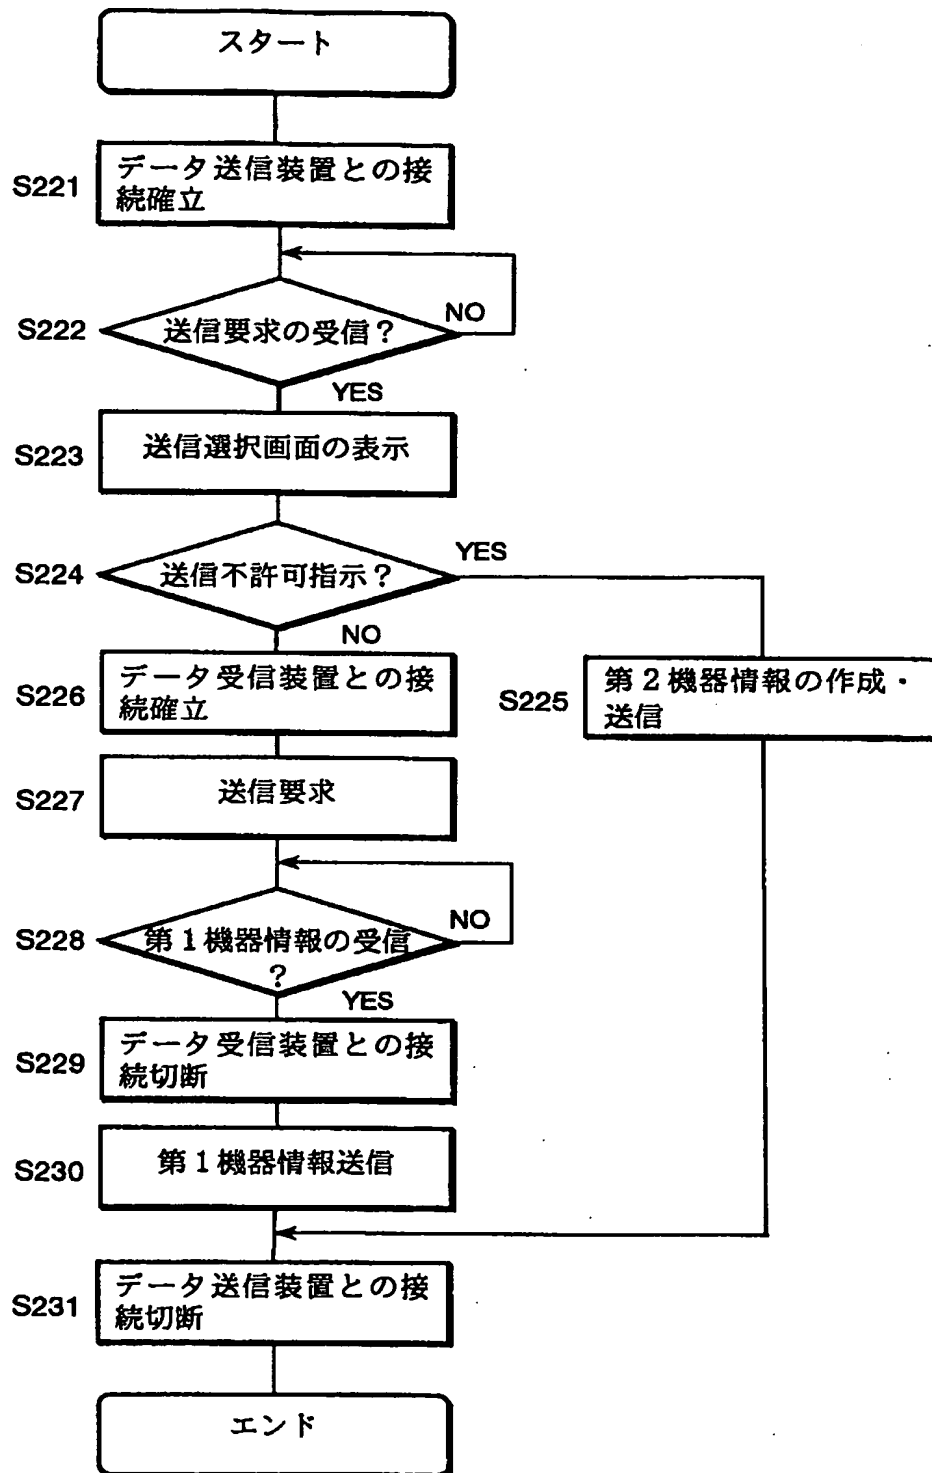 スタート
S221
データ送信装置との接
続確立
S222
送信要求の受信？
NO
YES
S223
送信選択画面の表示
S224
送信不許可指示？
YES
NO
S226
データ受信装置との接
続確立
S225
第２機器情報の作成・
送信
S227
送信要求
S228
第１機器情報の受信
？
NO
YES
S229
データ受信装置との接
続切断
S230
第１機器情報送信
S231
データ送信装置との接
続切断
エンド